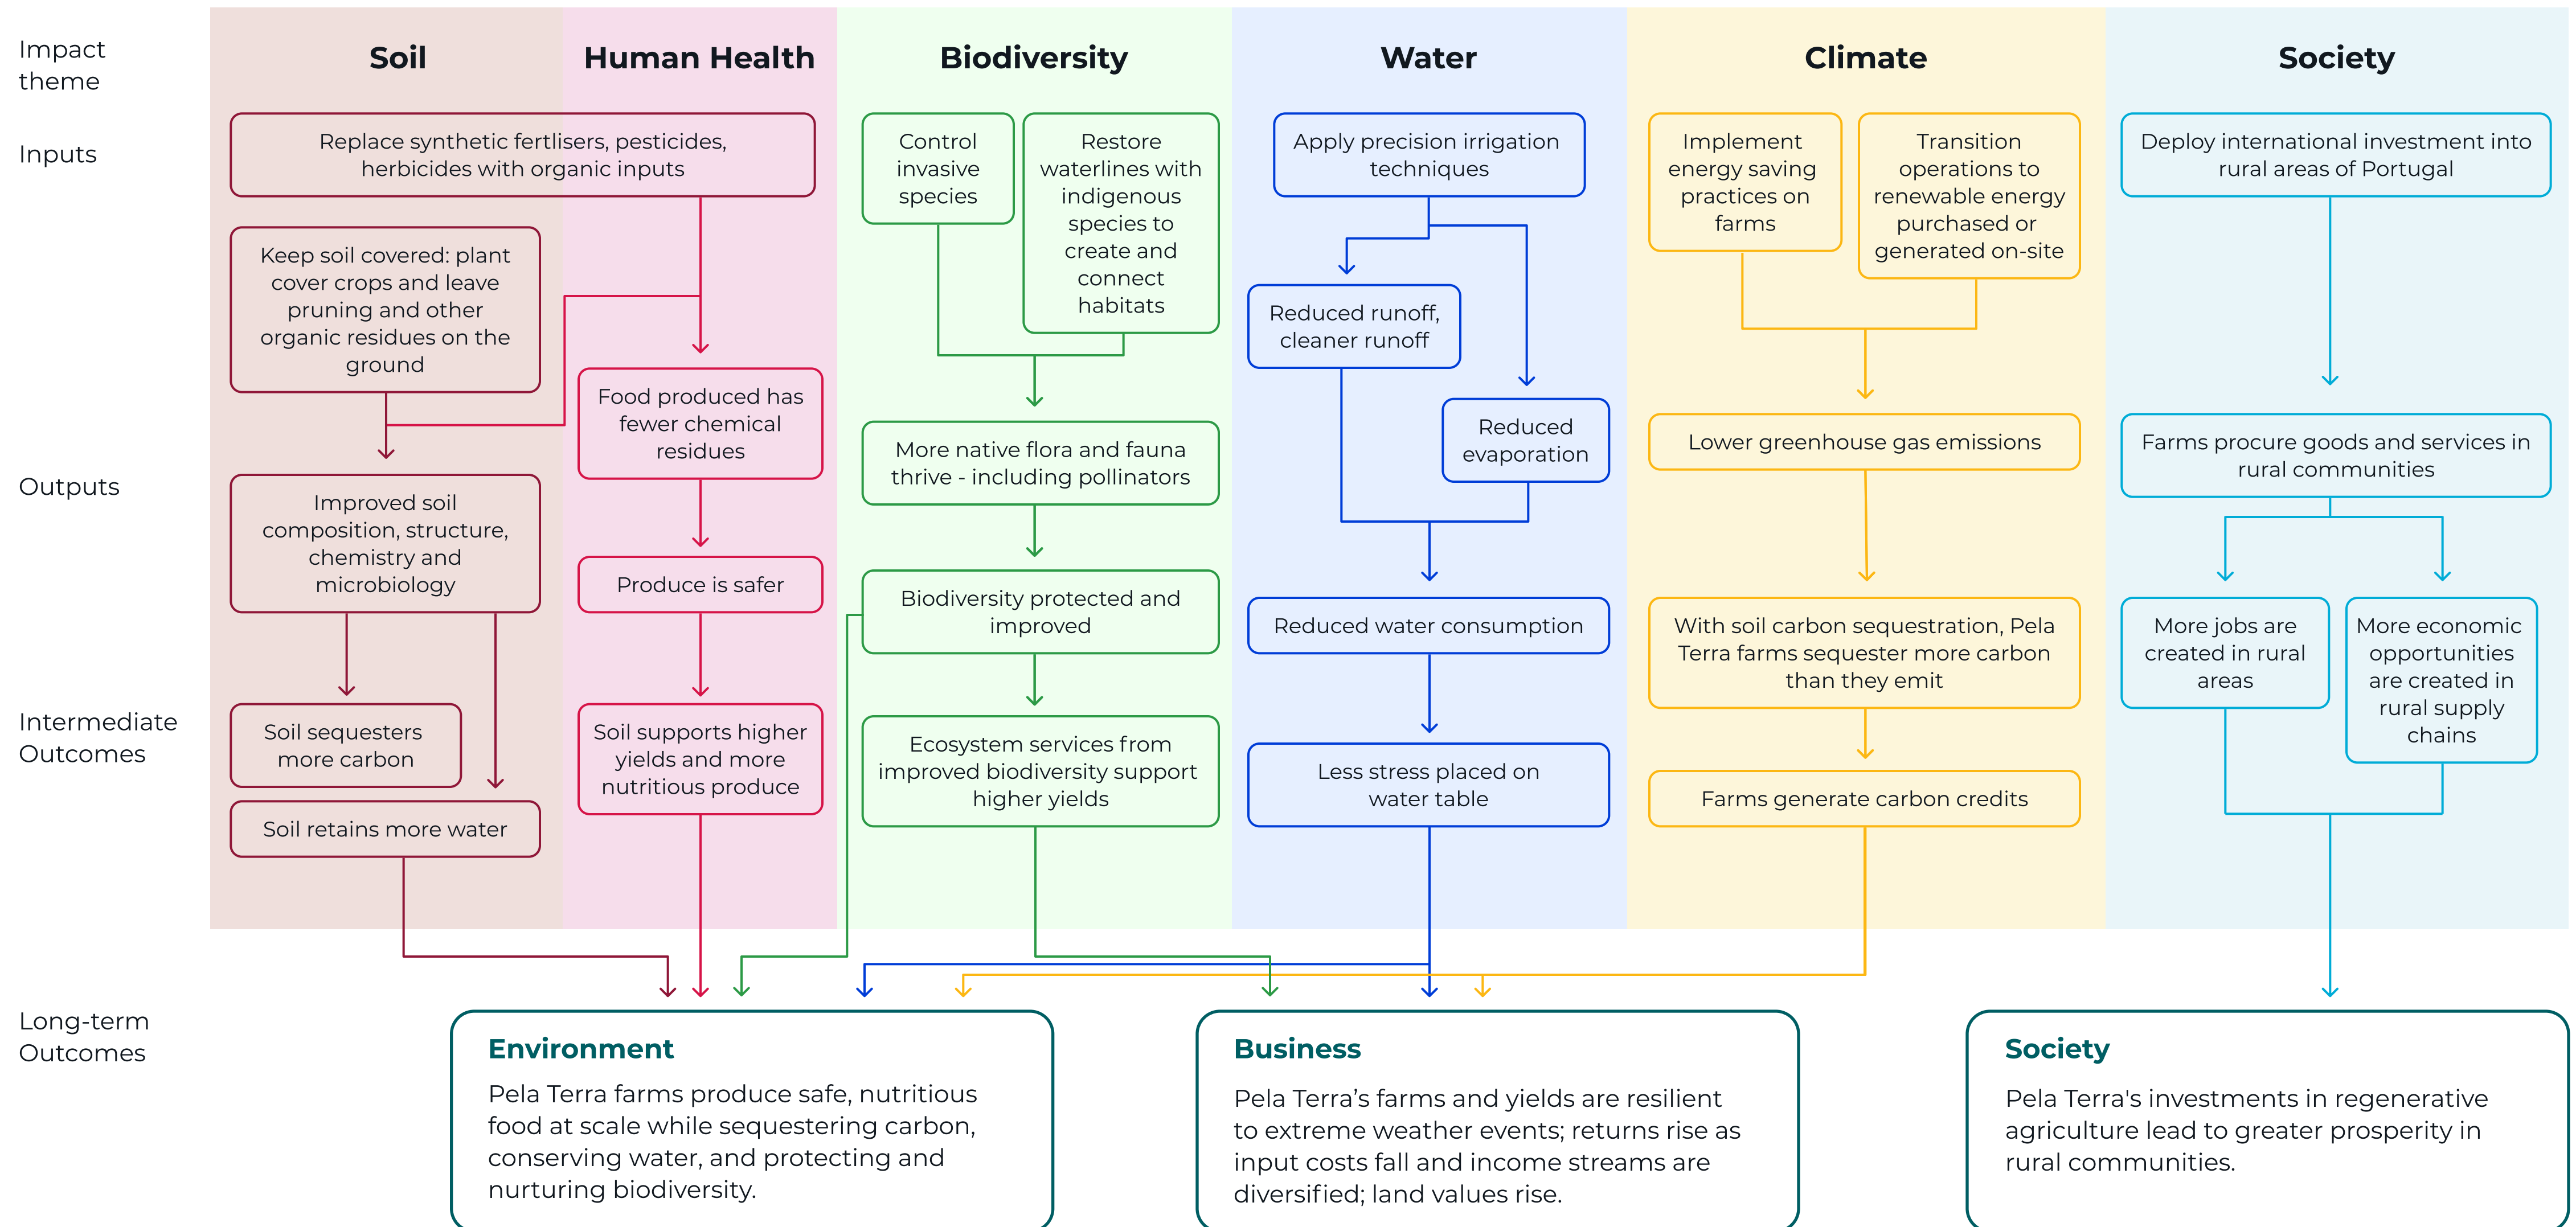 Impact
theme
Soil
Human Health
Biodiversity
Water
Climate
Society
Inputs
Replace synthetic fertlisers, pesticides,
herbicides with organic inputs
Keep soil covered: plant
cover crops and leave
pruning and other
organic residues on the
ground
Control
invasive
species
Restore
waterlines with
indigenous
species to
create and
connect
habitats
Apply precision irrigation
techniques
Implement
energy saving
practices on
farms
Transition
operations to
renewable energy
purchased or
generated on-site
Deploy international investment into
rural areas of Portugal
Outputs
Improved soil
composition, structure,
chemistry and
microbiology
Food produced has
fewer chemical
residues
Produce is safer
More native flora and fauna
thrive - including pollinators
Biodiversity protected and
improved
Reduced runoff,
cleaner runoff
Reduced
evaporation
Reduced water consumption
Lower greenhouse gas emissions
With soil carbon sequestration, Pela
Terra farms sequester more carbon
than they emit
Farms procure goods and services in
rural communities
More jobs are
created in rural
areas
More economic
opportunities
are created in
rural supply
chains
Intermediate
Outcomes
Soil sequesters
more carbon
Soil retains more water
Soil supports higher
yields and more
nutritious produce
Ecosystem services from
improved biodiversity support
higher yields
Less stress placed on
water table
Farms generate carbon credits
Long-term
Outcomes
Environment
Pela Terra farms produce safe, nutritious
food at scale while sequestering carbon,
conserving water, and protecting and
nurturing biodiversity.
Business
Pela Terra’s farms and yields are resilient
to extreme weather events; returns rise as
input costs fall and income streams are
diversified; land values rise.
Society
Pela Terra's investments in regenerative
agriculture lead to greater prosperity in
rural communities.